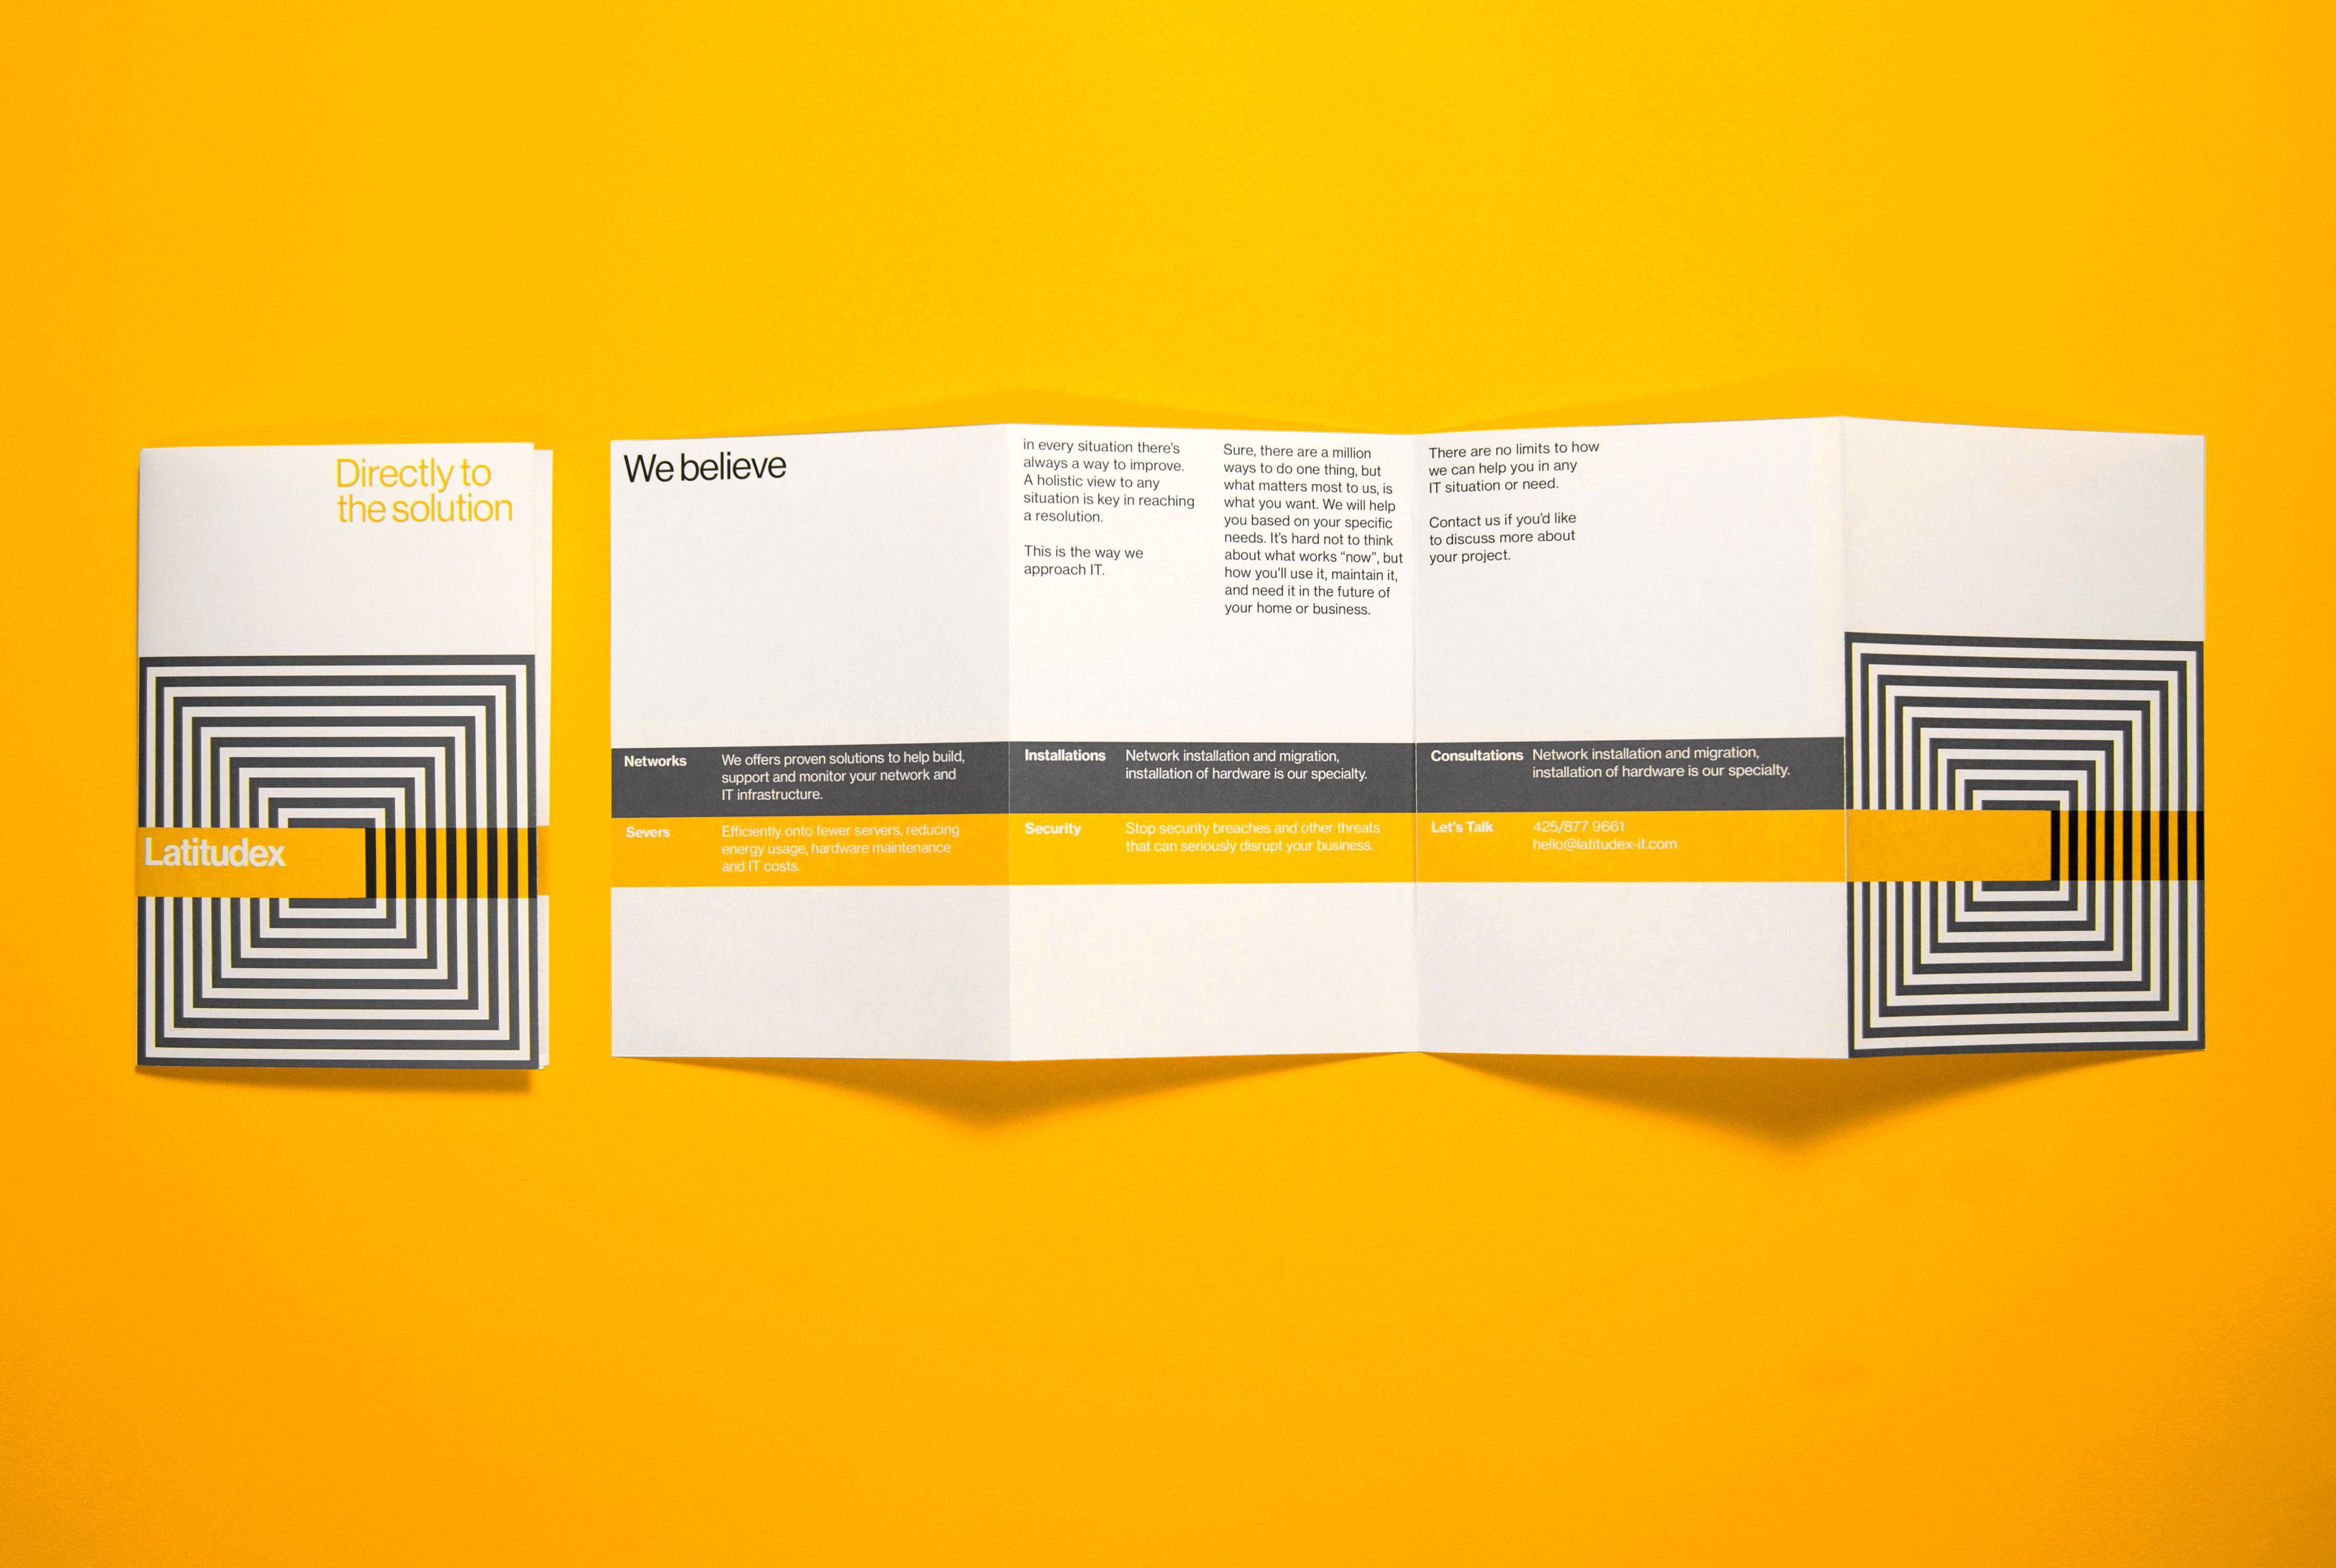 Directly to
the solution
Latitudex
We believe
in every situation there's
always a way to improve.
A holistic view to any
situation is key in reaching
a resolution.
This is the way we
approach IT.
Sure, there are a million
ways to do one thing, but
what matters most to us, is
what you want. We will help
you based on your specific
needs. It's hard not to think
about what works “now”, but
how you'll use it, maintain it,
and need it in the future of
your home or business.
There are no limits to how
we can help you in any
IT situation or need.
Contact us if you'd like
to discuss more about
your project.
Networks
We offers proven solutions to help build,
support and monitor your network and
IT infrastructure.
Installations
Network installation and migration,
installation of hardware is our specialty.
Consultations
Network installation and migration,
installation of hardware is our specialty.
Severs
Efficiently onto fewer servers, reducing
energy usage, hardware maintenance
and IT costs.
Security
Stop security breaches and other threats
that can seriously disrupt your business.
Let's Talk
425/877 9661
hello@latitudex-it.com